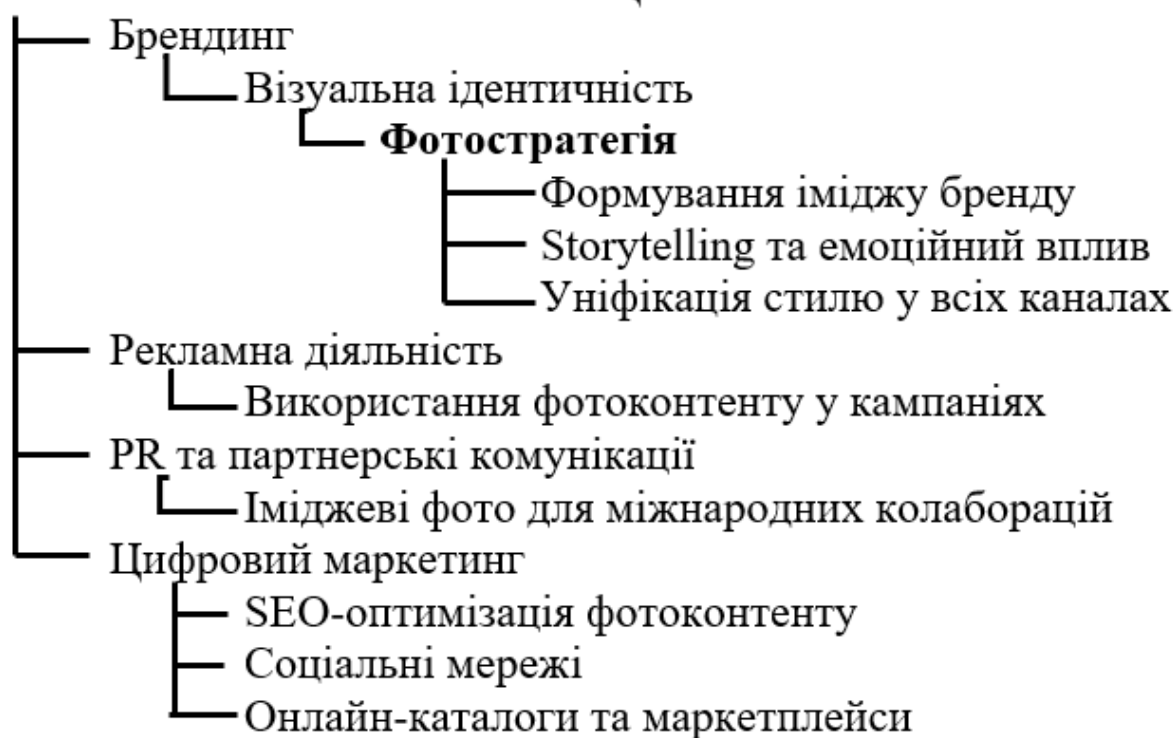 Брендинг
Візуальна ідентичність
Фотостратегія
Формування іміджу бренду
Storytelling та емоційний вплив
Уніфікація стилю у всіх каналах
Рекламна діяльність
Використання фотоконтенту у кампаніях
PR та партнерські комунікації
Іміджеві фото для міжнародних колаборацій
Цифровий маркетинг
SEO-оптимізація фотоконтенту
Соціальні мережі
Онлайн-каталоги та маркетплейси